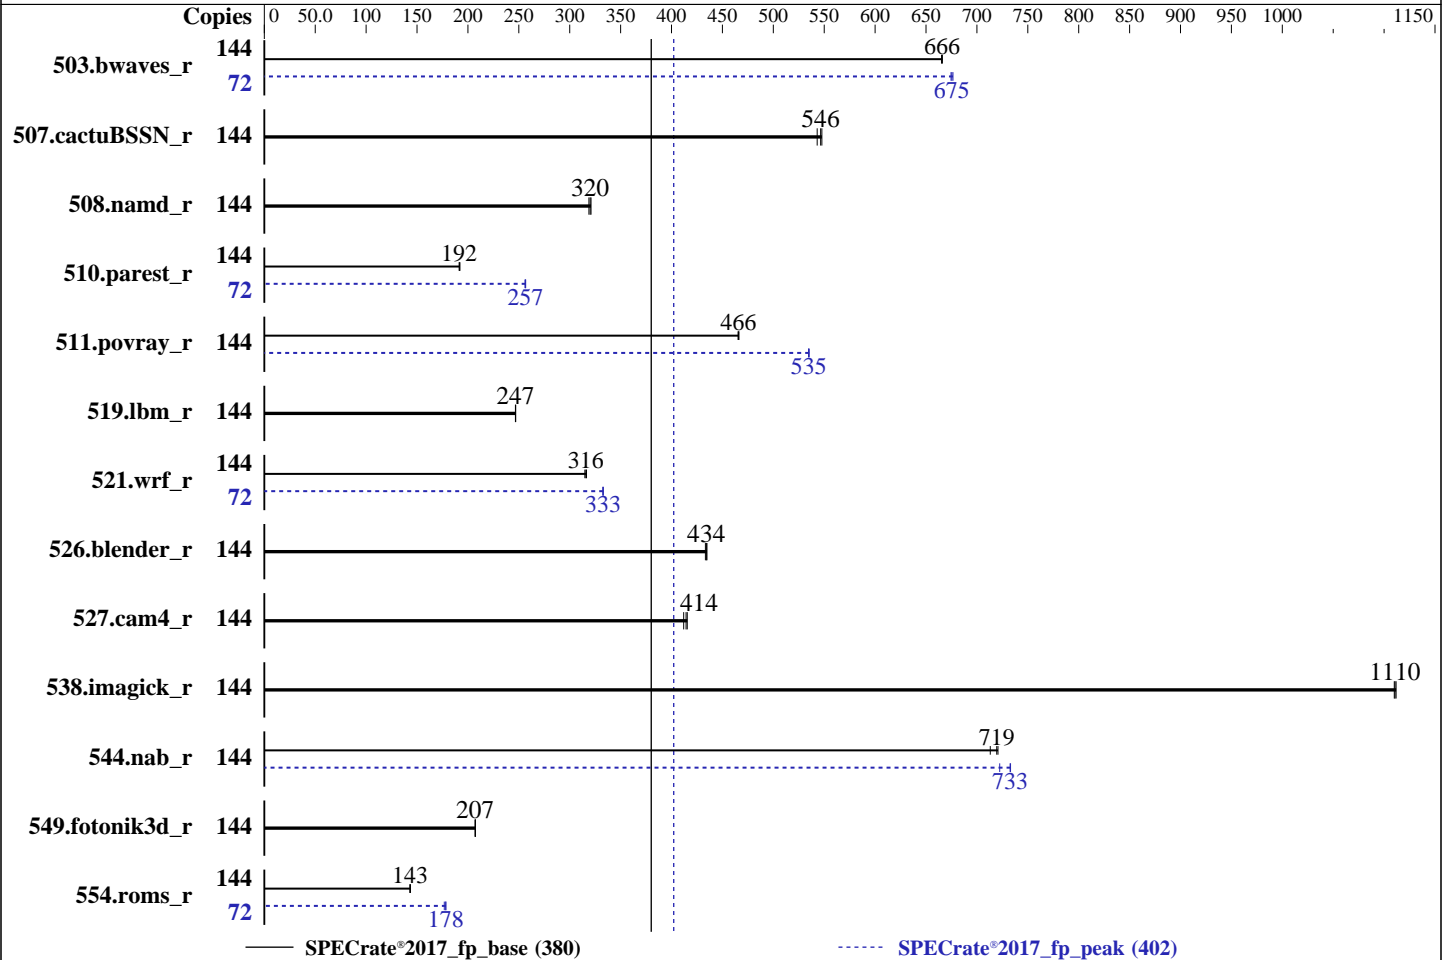 Copies 0 50.0 100 150 200 250 300 350 400 450 500 550 600 650 700 750 800 850 900 950 1000 1150
503.bwaves_r 144 666
72 675
507.cactuBSSN_r 144 546
508.namd_r 144 320
510.parest_r 144 192
72 257
511.povray_r 144 466
535
519.lbm_r 144 247
521.wrf_r 144 316
72 333
526.blender_r 144 434
527.cam4_r 144 414
538.imagick_r 144 1110
544.nab_r 144 719
733
549.fotonik3d_r 144 207
554.roms_r 144 143
72 178
SPECrate®2017_fp_base (380) SPECrate®2017_fp_peak (402)